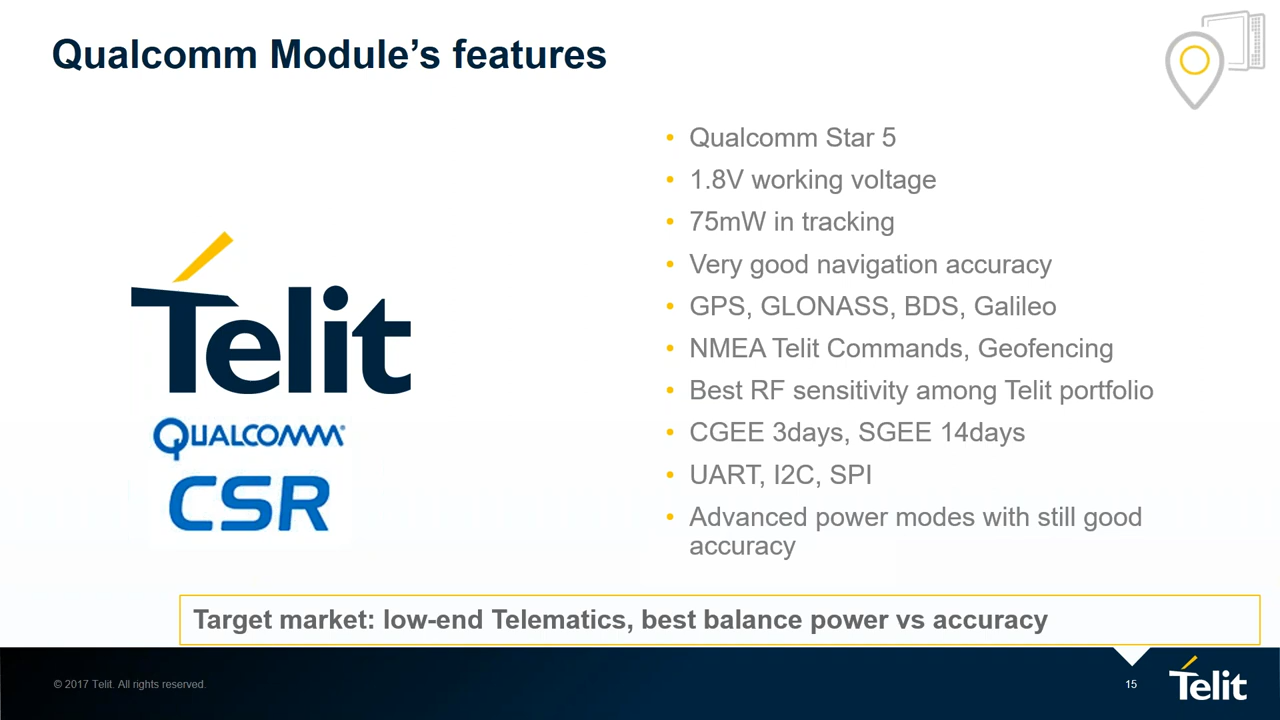 Qualcomm Module’s features
Telit
QUALCOMM®
CSR
• Qualcomm Star 5
• 1.8V working voltage
• 75mW in tracking
• Very good navigation accuracy
• GPS, GLONASS, BDS, Galileo
• NMEA Telit Commands, Geofencing
• Best RF sensitivity among Telit portfolio
• CGEE 3days, SGEE 14days
• UART, I2C, SPI
• Advanced power modes with still good
accuracy
Target market: low-end Telematics, best balance power vs accuracy
© 2017 Telit. All rights reserved.
15
Telit